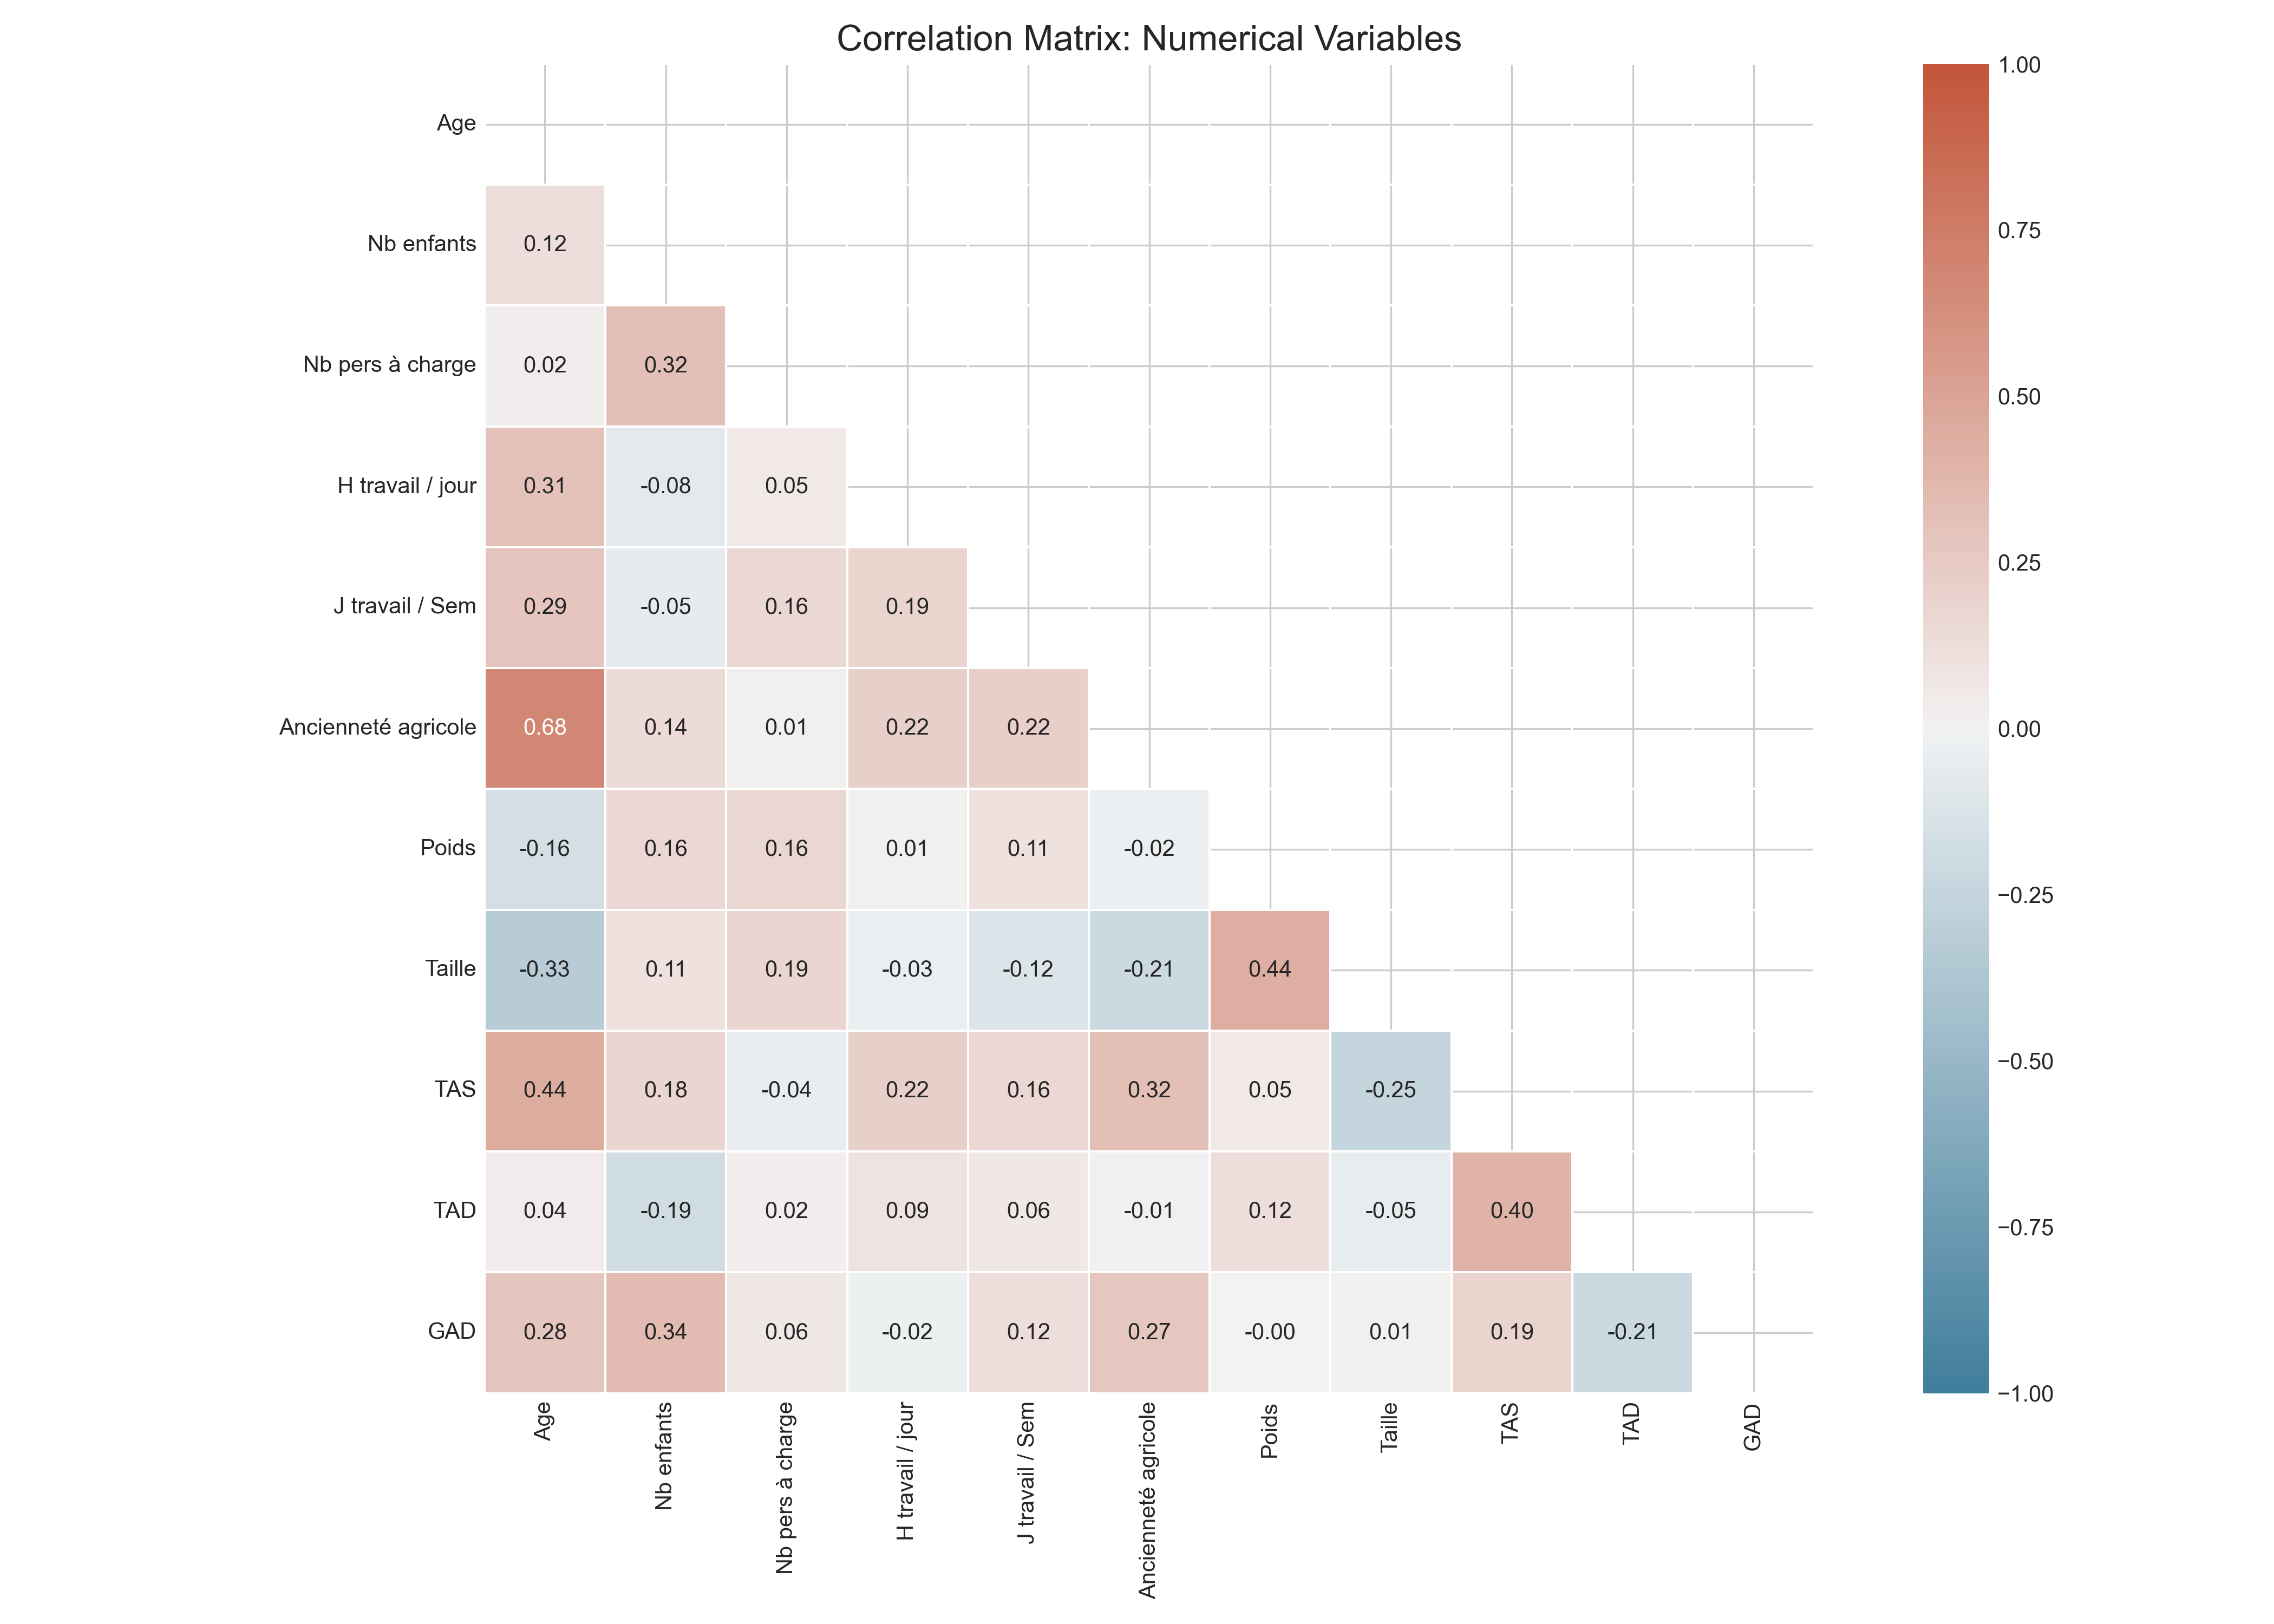 Correlation Matrix: Numerical Variables
Age
Nb enfants 0.12
Nb pers à charge 0.02 0.32
H travail / jour 0.31 -0.08 0.05
J travail / Sem 0.29 -0.05 0.16 0.19
Ancienneté agricole 0.68 0.14 0.01 0.22 0.22
Poids -0.16 0.16 0.16 0.01 0.11 -0.02
Taille -0.33 0.11 0.19 -0.03 -0.12 -0.21 0.44
TAS 0.44 0.18 -0.04 0.22 0.16 0.32 0.05 -0.25
TAD 0.04 -0.19 0.02 0.09 0.06 -0.01 0.12 -0.05 0.40
GAD 0.28 0.34 0.06 -0.02 0.12 0.27 -0.00 0.01 0.19 -0.21
Age
Nb enfants
Nb pers à charge
H travail / jour
J travail / Sem
Ancienneté agricole
Poids
Taille
TAS
TAD
GAD
1.00
0.75
0.50
0.25
0.00
−0.25
−0.50
−0.75
−1.00